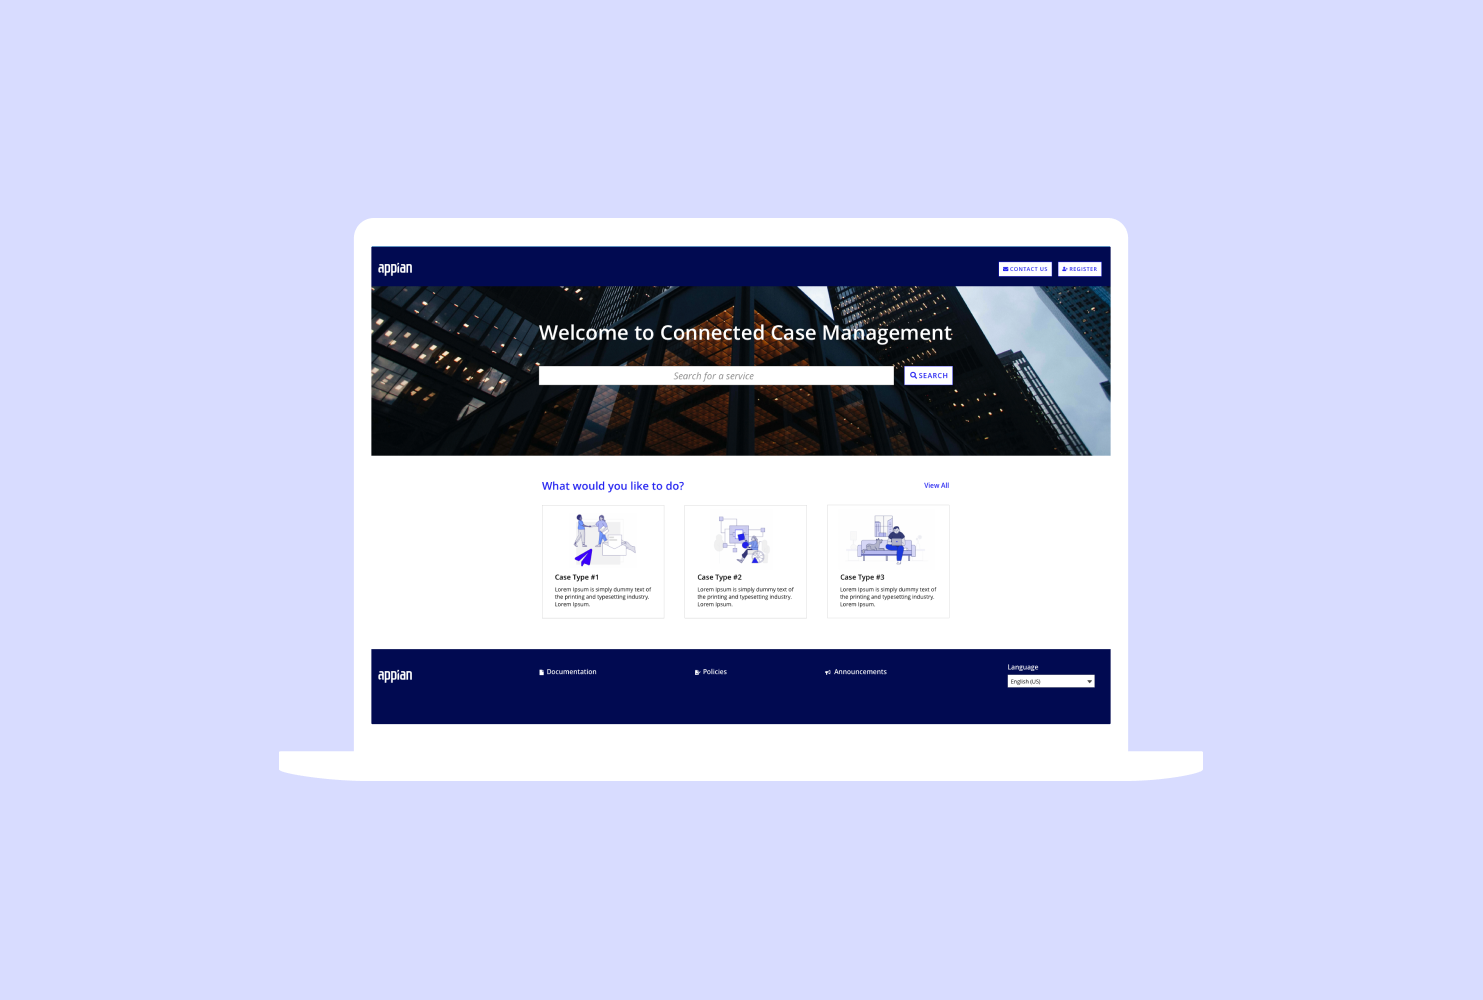 appian
CONTACT US
REGISTER
Welcome to Connected Case Management
Search for a service
SEARCH
What would you like to do?
View All
Case Type #1
Lorem Ipsum is simply dummy text of
the printing and typesetting industry.
Lorem Ipsum.
Case Type #2
Lorem Ipsum is simply dummy text of
the printing and typesetting industry.
Lorem Ipsum.
Case Type #3
Lorem Ipsum is simply dummy text of
the printing and typesetting industry.
Lorem Ipsum.
appian
Documentation
Policies
Announcements
Language
English (US)